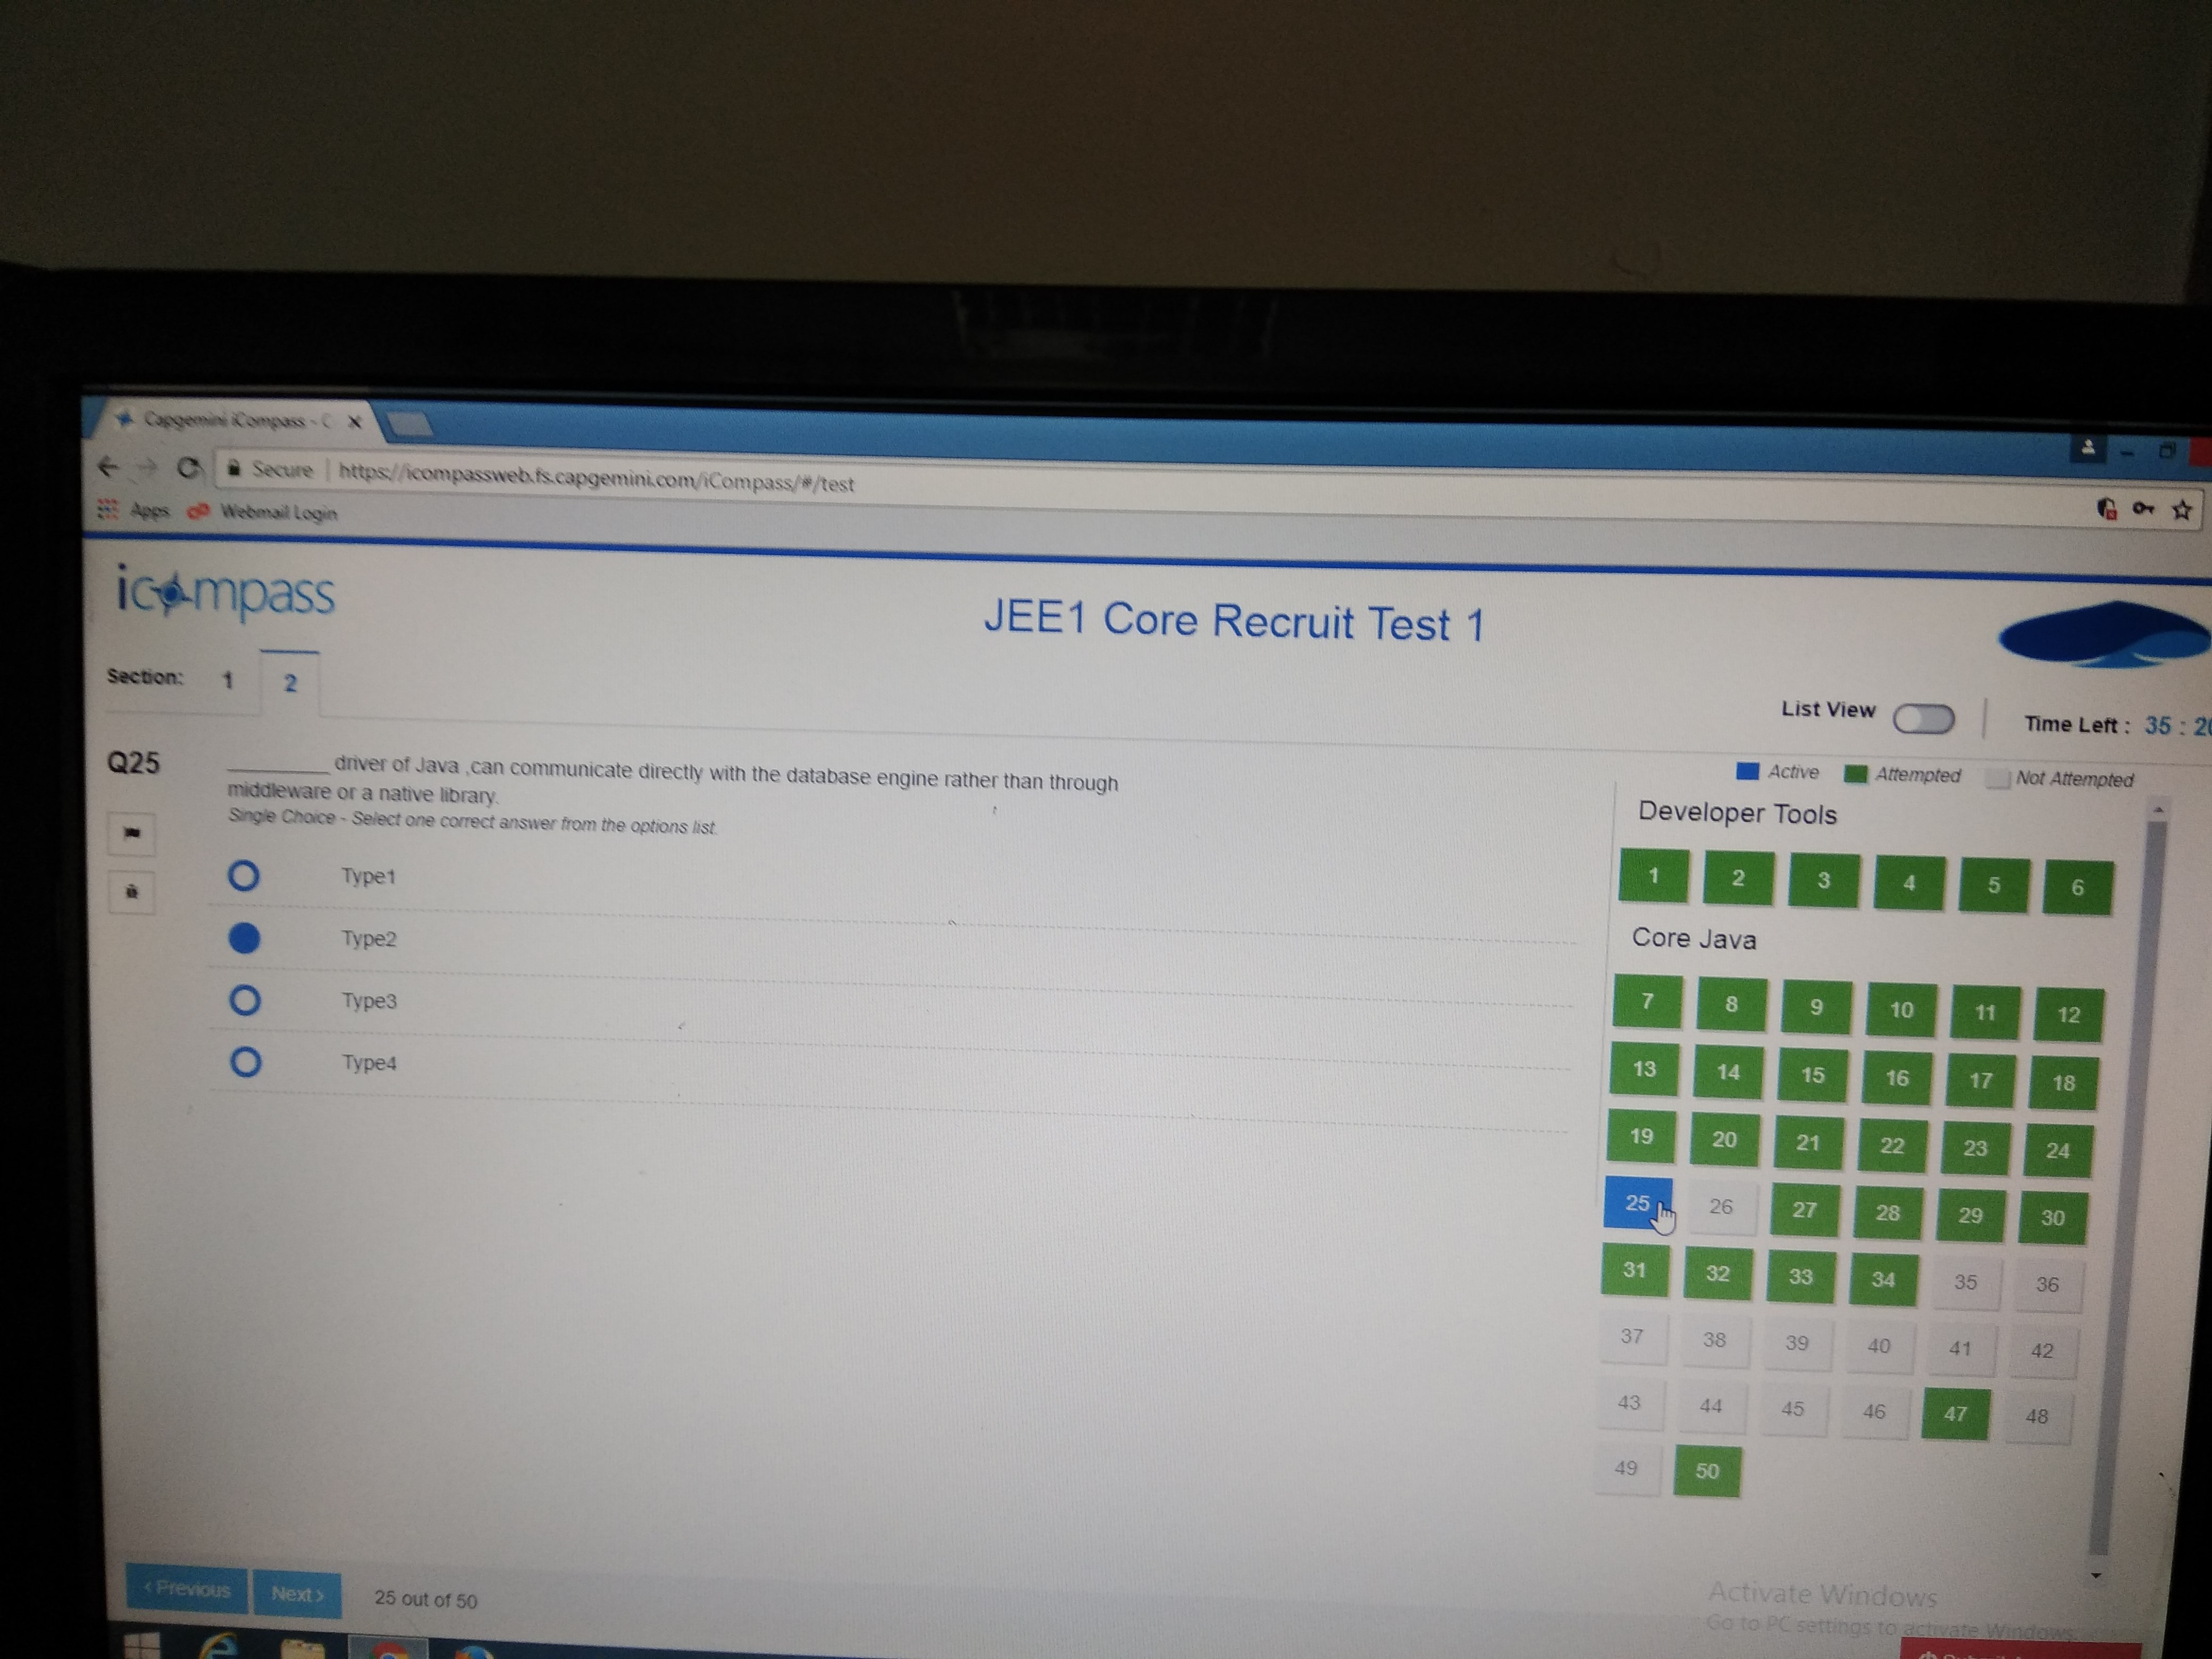 Capgemini iCompass - C
Secure | https://icompassweb.fs.capgemini.com/iCompass/#/test
Apps Webmail Login
icompass
JEE1 Core Recruit Test 1
Section: 1 2
List View
Time Left : 35 : 20
Active Attempted Not Attempted
Q25
________ driver of Java ,can communicate directly with the database engine rather than through
middleware or a native library.
Single Choice - Select one correct answer from the options list.
Type1
Type2
Type3
Type4
Developer Tools
1 2 3 4 5 6
Core Java
7 8 9 10 11 12
13 14 15 16 17 18
19 20 21 22 23 24
25 26 27 28 29 30
31 32 33 34 35 36
37 38 39 40 41 42
43 44 45 46 47 48
49 50
< Previous Next > 25 out of 50
Activate Windows
Go to PC settings to activate Windows.